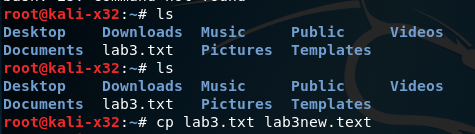 root@kali-x32:~# ls
Desktop    Downloads  Music     Public     Videos
Documents  lab3.txt   Pictures  Templates
root@kali-x32:~# ls
Desktop    Downloads  Music     Public     Videos
Documents  lab3.txt   Pictures  Templates
root@kali-x32:~# cp lab3.txt lab3new.text